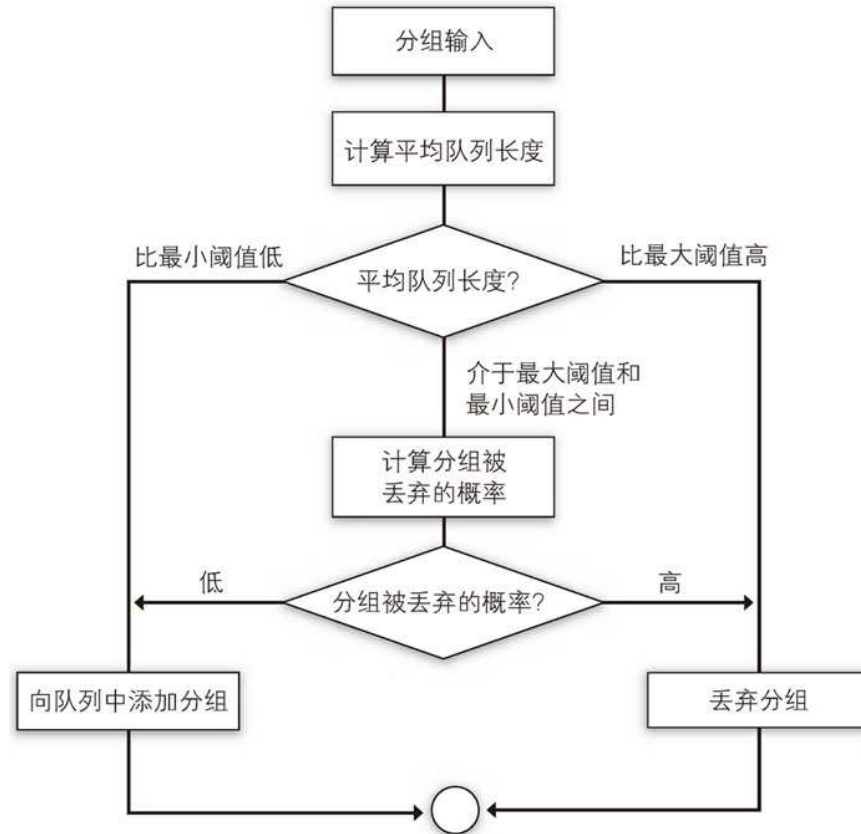 分组输入
计算平均队列长度
比最小阈值低
比最大阈值高
平均队列长度?
介于最大阈值和
最小阈值之间
计算分组被
丢弃的概率
低
分组被丢弃的概率?
高
向队列中添加分组
丢弃分组